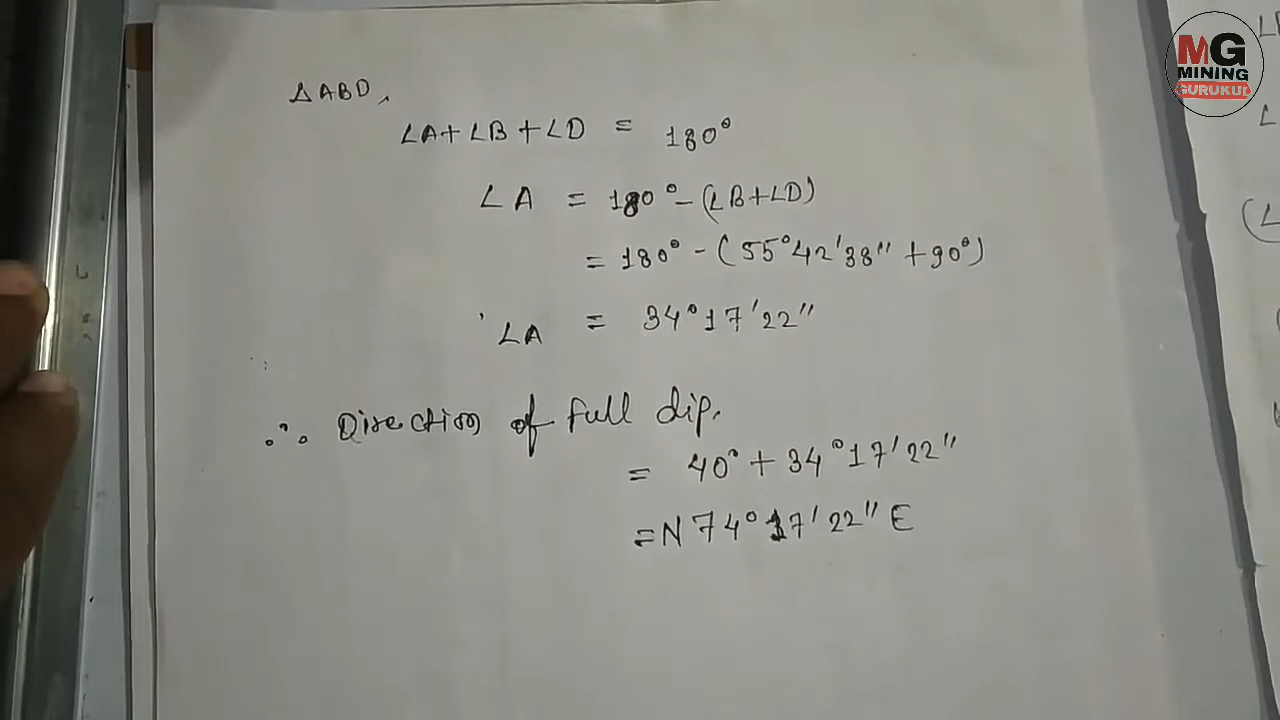 MG
MINING
GURUKUL
∆ABD,
∠A+∠B+∠D = 180°
∠A = 180°-(∠B+∠D)
= 180° - (55°42'38" + 90°)
∠A = 34°17'22"
∴ Direction of full dip.
= 40° + 34°17'22"
= N 74°17'22" E